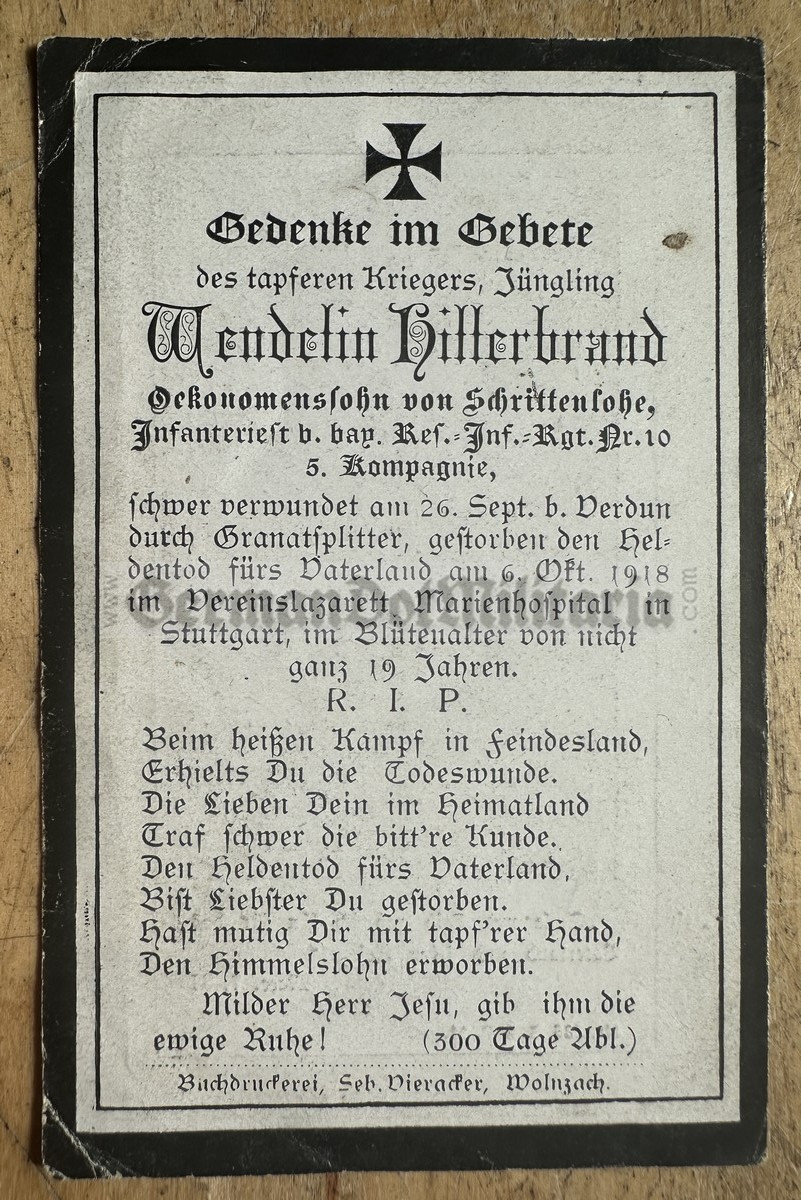 Gedenke im Gebete
des tapferen Kriegers, Jüngling
Wendelin Hillerbrand
Oekonomenssohn von Schrittenlohe,
Infanterist b. bay. Res.-Inf.-Rgt. Nr. 10
5. Kompagnie,
schwer verwundet am 26. Sept. b. Verdun
durch Granatsplitter, gestorben den Hel-
dentod fürs Vaterland am 6. Okt. 1918
im Vereinslazarett Marienhospital in
Stuttgart, im Blütenalter von nicht
ganz 19 Jahren.
R. I. P.
Beim heißen Kampf in Feindesland,
Erhielts Du die Todeswunde.
Die Lieben Dein im Heimatland
Traf schwer die bitt're Kunde.
Den Heldentod fürs Vaterland,
Bist Liebster Du gestorben.
Hast mutig Dir mit tapf'rer Hand,
Den Himmelslohn erworben.
Milder Herr Jesu, gib ihm die
ewige Ruhe! (300 Tage Abl.)
Buchdruckerei, Seb. Vieracker, Wolnzach.